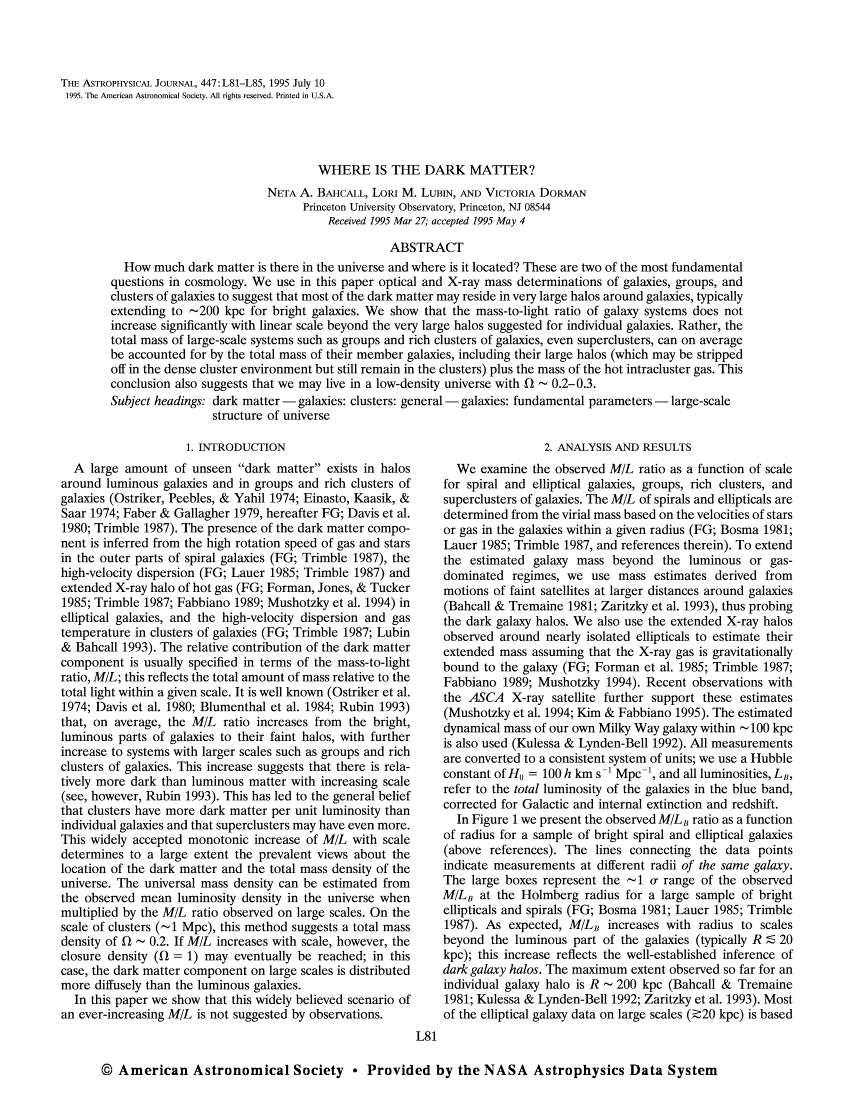 THE ASTROPHYSICAL JOURNAL, 447:L81–L85, 1995 July 10
1995. The American Astronomical Society. All rights reserved. Printed in U.S.A.
WHERE IS THE DARK MATTER?
NETA A. BAHCALL, LORI M. LUBIN, AND VICTORIA DORMAN
Princeton University Observatory, Princeton, NJ 08544
Received 1995 Mar 27; accepted 1995 May 4
ABSTRACT
How much dark matter is there in the universe and where is it located? These are two of the most fundamental
questions in cosmology. We use in this paper optical and X-ray mass determinations of galaxies, groups, and
clusters of galaxies to suggest that most of the dark matter may reside in very large halos around galaxies, typically
extending to ~200 kpc for bright galaxies. We show that the mass-to-light ratio of galaxy systems does not
increase significantly with linear scale beyond the very large halos suggested for individual galaxies. Rather, the
total mass of large-scale systems such as groups and rich clusters of galaxies, even superclusters, can on average
be accounted for by the total mass of their member galaxies, including their large halos (which may be stripped
off in the dense cluster environment but still remain in the clusters) plus the mass of the hot intracluster gas. This
conclusion also suggests that we may live in a low-density universe with Ω ~ 0.2–0.3.
Subject headings: dark matter — galaxies: clusters: general — galaxies: fundamental parameters — large-scale
structure of universe
1. INTRODUCTION
A large amount of unseen “dark matter” exists in halos
around luminous galaxies and in groups and rich clusters of
galaxies (Ostriker, Peebles, & Yahil 1974; Einasto, Kaasik, &
Saar 1974; Faber & Gallagher 1979, hereafter FG; Davis et al.
1980; Trimble 1987). The presence of the dark matter compo-
nent is inferred from the high rotation speed of gas and stars
in the outer parts of spiral galaxies (FG; Trimble 1987), the
high-velocity dispersion (FG; Lauer 1985; Trimble 1987) and
extended X-ray halo of hot gas (FG; Forman, Jones, & Tucker
1985; Trimble 1987; Fabbiano 1989; Mushotzky et al. 1994) in
elliptical galaxies, and the high-velocity dispersion and gas
temperature in clusters of galaxies (FG; Trimble 1987; Lubin
& Bahcall 1993). The relative contribution of the dark matter
component is usually specified in terms of the mass-to-light
ratio, M/L; this reflects the total amount of mass relative to the
total light within a given scale. It is well known (Ostriker et al.
1974; Davis et al. 1980; Blumenthal et al. 1984; Rubin 1993)
that, on average, the M/L ratio increases from the bright,
luminous parts of galaxies to their faint halos, with further
increase to systems with larger scales such as groups and rich
clusters of galaxies. This increase suggests that there is rela-
tively more dark than luminous matter with increasing scale
(see, however, Rubin 1993). This has led to the general belief
that clusters have more dark matter per unit luminosity than
individual galaxies and that superclusters may have even more.
This widely accepted monotonic increase of M/L with scale
determines to a large extent the prevalent views about the
location of the dark matter and the total mass density of the
universe. The universal mass density can be estimated from
the observed mean luminosity density in the universe when
multiplied by the M/L ratio observed on large scales. On the
scale of clusters (~1 Mpc), this method suggests a total mass
density of Ω ~ 0.2. If M/L increases with scale, however, the
closure density (Ω = 1) may eventually be reached; in this
case, the dark matter component on large scales is distributed
more diffusely than the luminous galaxies.
In this paper we show that this widely believed scenario of
an ever-increasing M/L is not suggested by observations.
2. ANALYSIS AND RESULTS
We examine the observed M/L ratio as a function of scale
for spiral and elliptical galaxies, groups, rich clusters, and
superclusters of galaxies. The M/L of spirals and ellipticals are
determined from the virial mass based on the velocities of stars
or gas in the galaxies within a given radius (FG; Bosma 1981;
Lauer 1985; Trimble 1987, and references therein). To extend
the estimated galaxy mass beyond the luminous or gas-
dominated regimes, we use mass estimates derived from
motions of faint satellites at larger distances around galaxies
(Bahcall & Tremaine 1981; Zaritzky et al. 1993), thus probing
the dark galaxy halos. We also use the extended X-ray halos
observed around nearly isolated ellipticals to estimate their
extended mass assuming that the X-ray gas is gravitationally
bound to the galaxy (FG; Forman et al. 1985; Trimble 1987;
Fabbiano 1989; Mushotzky 1994). Recent observations with
the ASCA X-ray satellite further support these estimates
(Mushotzky et al. 1994; Kim & Fabbiano 1995). The estimated
dynamical mass of our own Milky Way galaxy within ~100 kpc
is also used (Kulessa & Lynden-Bell 1992). All measurements
are converted to a consistent system of units; we use a Hubble
constant of H₀ = 100 h km s⁻¹ Mpc⁻¹, and all luminosities, L_B,
refer to the total luminosity of the galaxies in the blue band,
corrected for Galactic and internal extinction and redshift.
In Figure 1 we present the observed M/L_B ratio as a function
of radius for a sample of bright spiral and elliptical galaxies
(above references). The lines connecting the data points
indicate measurements at different radii of the same galaxy.
The large boxes represent the ~1 σ range of the observed
M/L_B at the Holmberg radius for a large sample of bright
ellipticals and spirals (FG; Bosma 1981; Lauer 1985; Trimble
1987). As expected, M/L_B increases with radius to scales
beyond the luminous part of the galaxies (typically R ≲ 20
kpc); this increase reflects the well-established inference of
dark galaxy halos. The maximum extent observed so far for an
individual galaxy halo is R ~ 200 kpc (Bahcall & Tremaine
1981; Kulessa & Lynden-Bell 1992; Zaritzky et al. 1993). Most
of the elliptical galaxy data on large scales (≳20 kpc) is based
L81
© American Astronomical Society • Provided by the NASA Astrophysics Data System